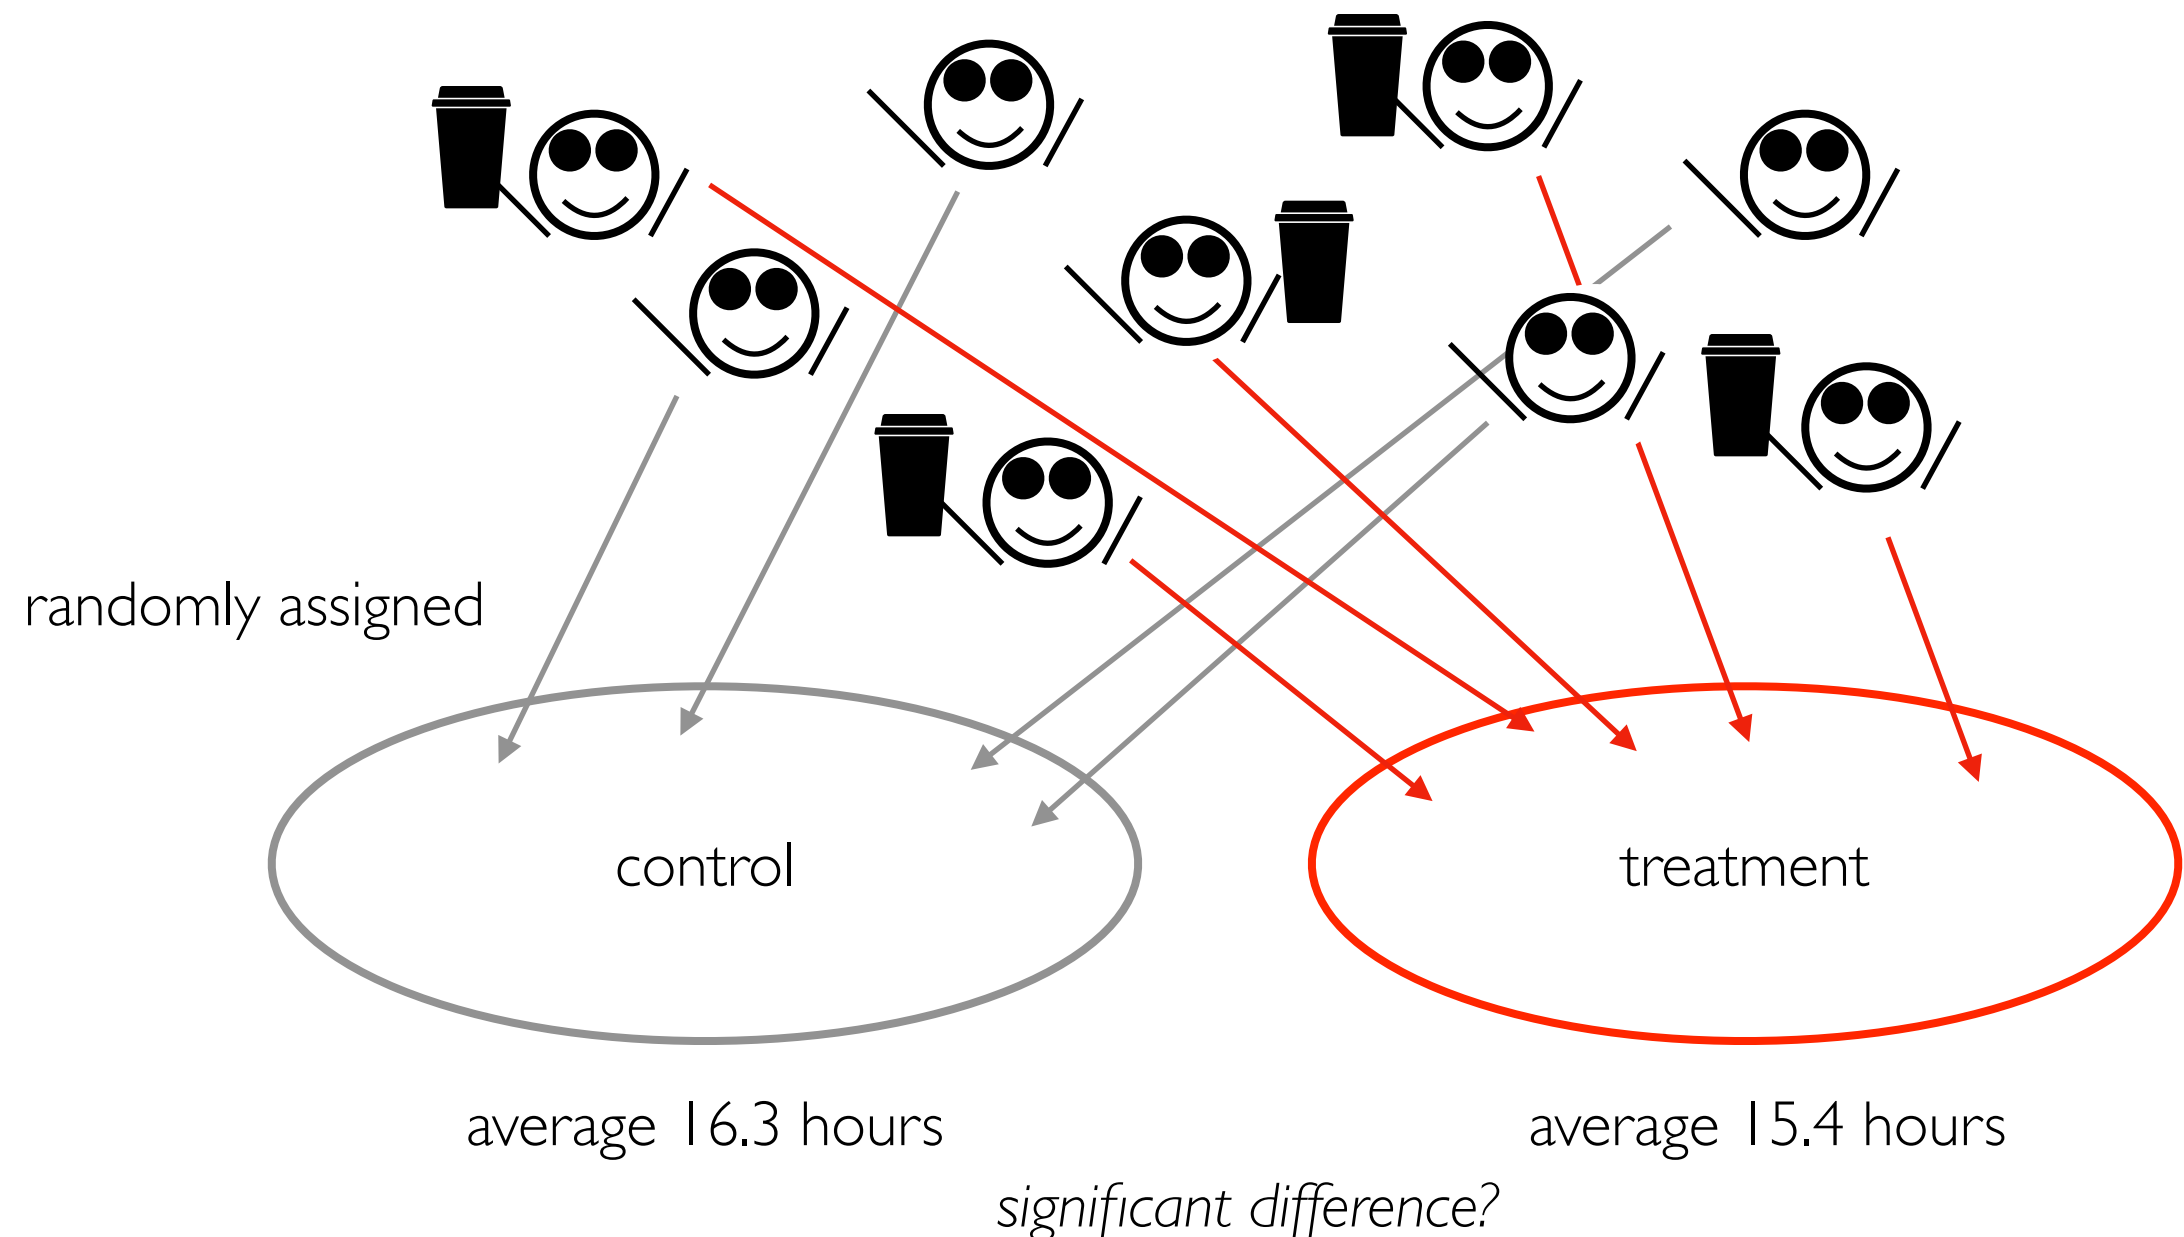 randomly assigned
control
treatment
average 16.3 hours
average 15.4 hours
significant difference?